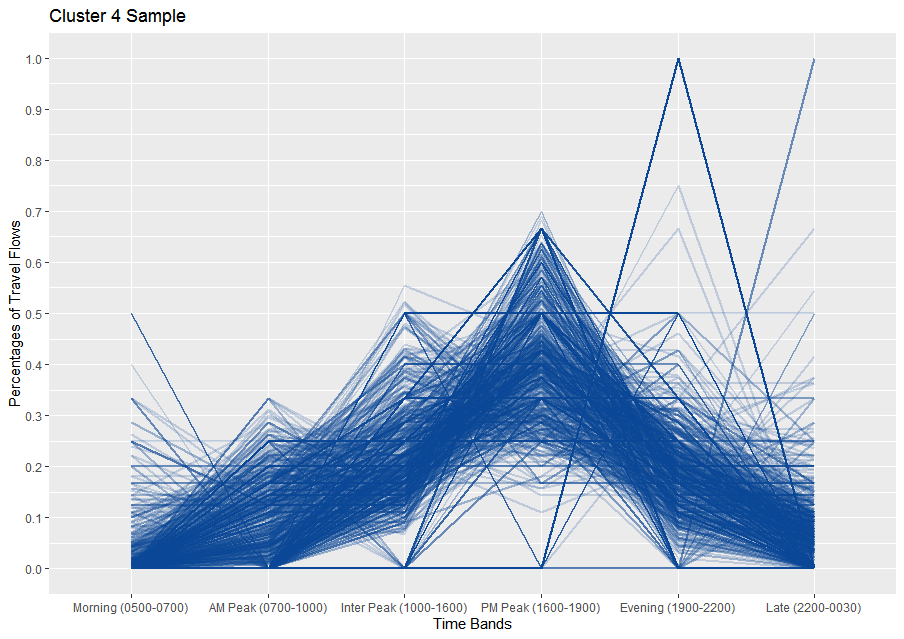 Cluster 4 Sample
Percentages of Travel Flows
1.0
0.9
0.8
0.7
0.6
0.5
0.4
0.3
0.2
0.1
0.0
Morning (0500-0700) AM Peak (0700-1000) Inter Peak (1000-1600) PM Peak (1600-1900) Evening (1900-2200) Late (2200-0030)
Time Bands